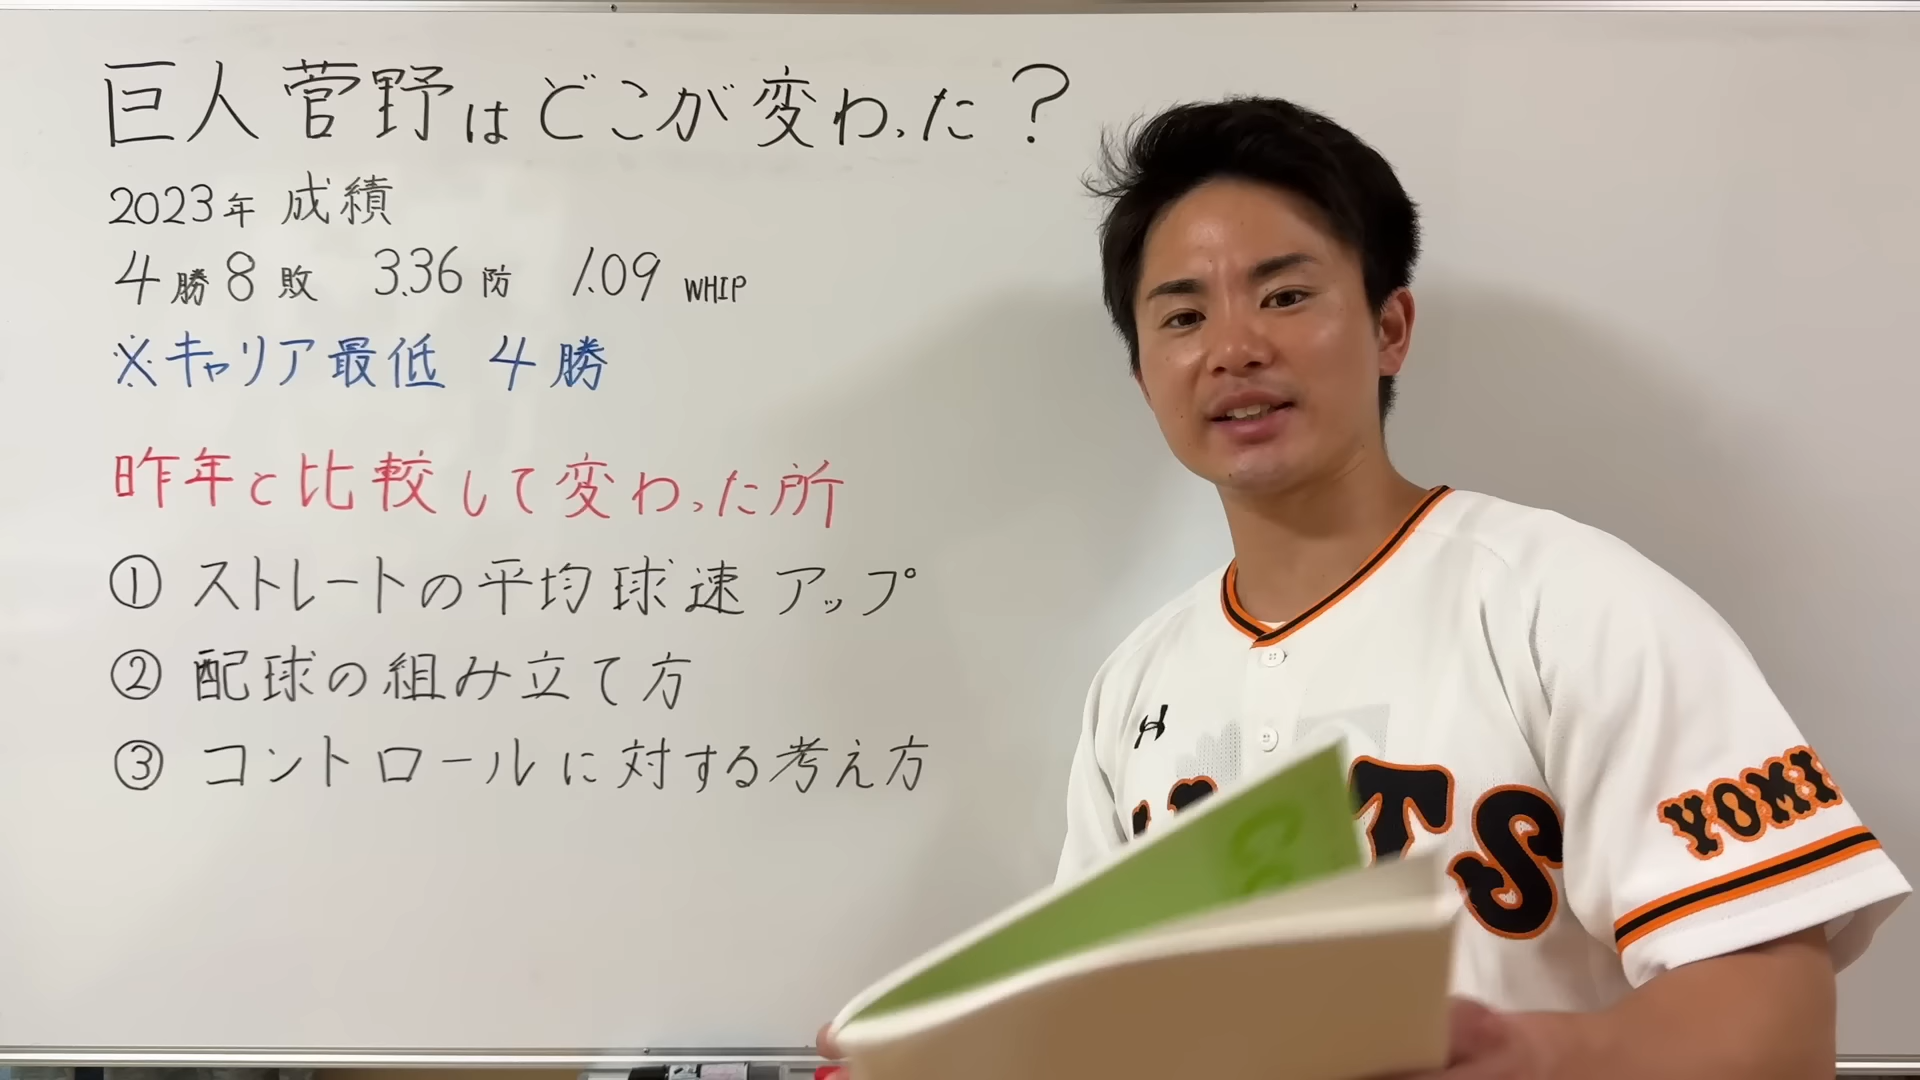 巨人菅野はどこが変わった？
2023年 成績
4勝8敗 3.36防 1.09 WHIP
※キャリア最低 4勝
昨年と比較して変わった所
① ストレートの平均球速アップ
② 配球の組み立て方
③ コントロールに対する考え方
YOMI